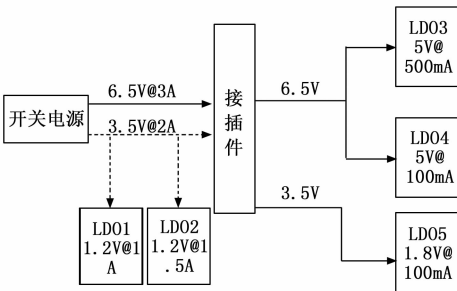 LDO3
5V@
500mA
6.5V@3A
6.5V
接
插
件
开关电源
3.5V@2A
LDO4
5V@
100mA
3.5V
LDO1
1.2V@1
A
LDO2
1.2V@1
.5A
LDO5
1.8V@
100mA